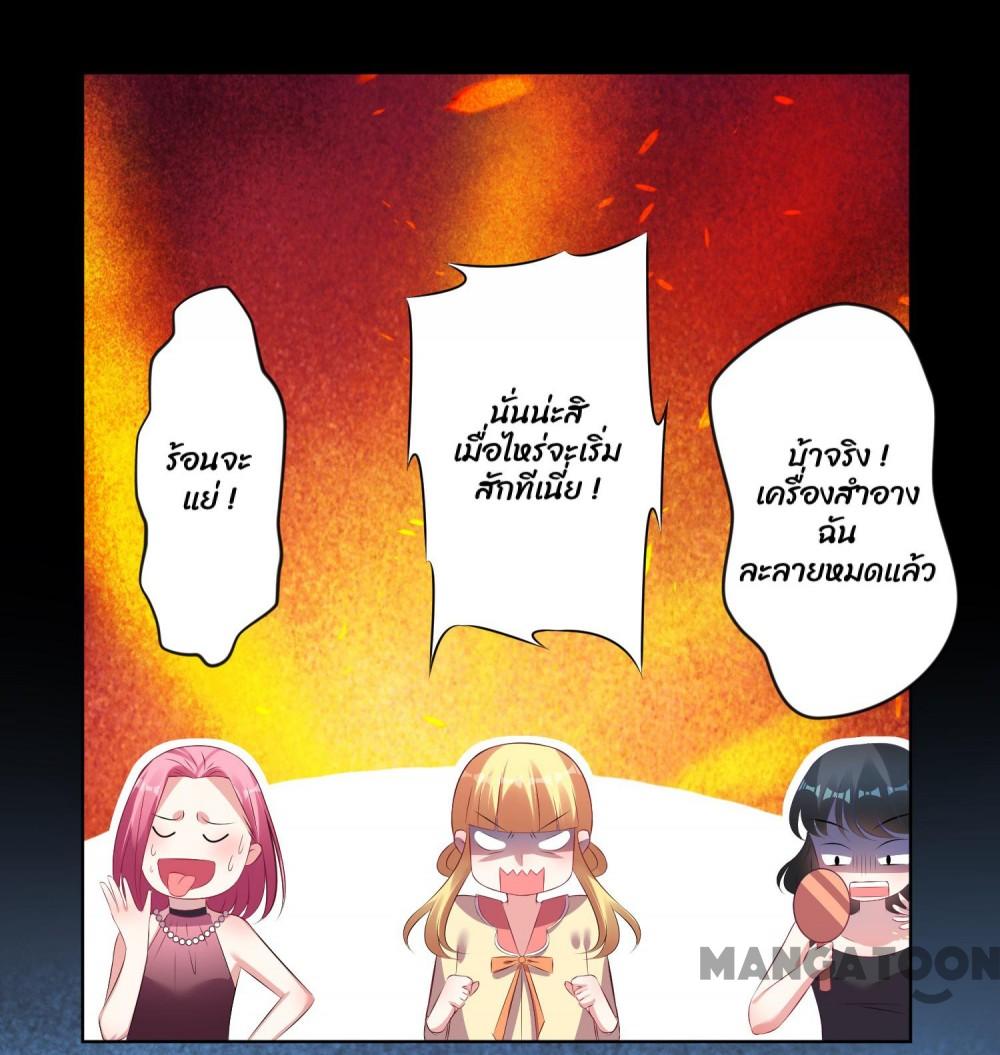 ร้อนจะ
แย่ !
นั่นน่ะสิ
เมื่อไหร่จะเริ่ม
สักทีเนี่ย !
บ้าจริง !
เครื่องสำอาง
ฉัน
ละลายหมดแล้ว
MANGATOON